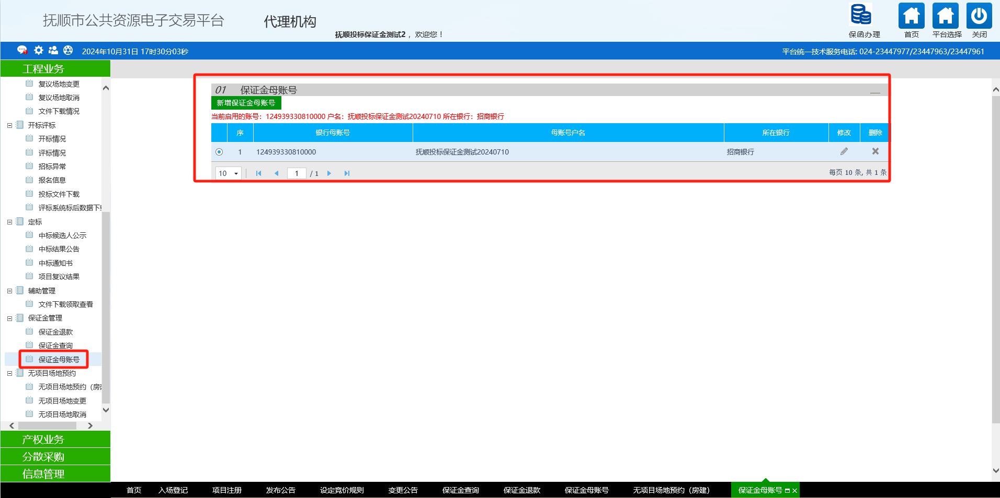 抚顺市公共资源电子交易平台
代理机构
抚顺投标保证金测试2 ，欢迎您！
保函办理
首页
平台选择
关闭
2024年10月31日 17时30分03秒
平台统一技术服务电话: 024-23447977/23447963/23447961
工程业务
复议场地变更
复议场地取消
文件下载情况
开标评标
开标情况
评标情况
招标异常
报名信息
投标文件下载
评标系统标后数据下
定标
中标候选人公示
中标结果公告
中标通知书
项目复议结果
辅助管理
文件下载领取查看
保证金管理
保证金退款
保证金查询
保证金母账号
无项目场地预约
无项目场地预约（房
无项目场地变更
无项目场地取消
产权业务
分散采购
信息管理
01 保证金母账号
新增保证金母账号
当前启用的账号：124939330810000 户名：抚顺投标保证金测试20240710 所在银行：招商银行
序 银行母账号 母账号户名 所在银行 修改 删除
1 124939330810000 抚顺投标保证金测试20240710 招商银行
10 1 / 1 每页 10 条, 共 1 条
首页 入场登记 项目注册 发布公告 设定竞价规则 变更公告 保证金查询 保证金退款 保证金母账号 无项目场地预约（房建） 保证金母账号